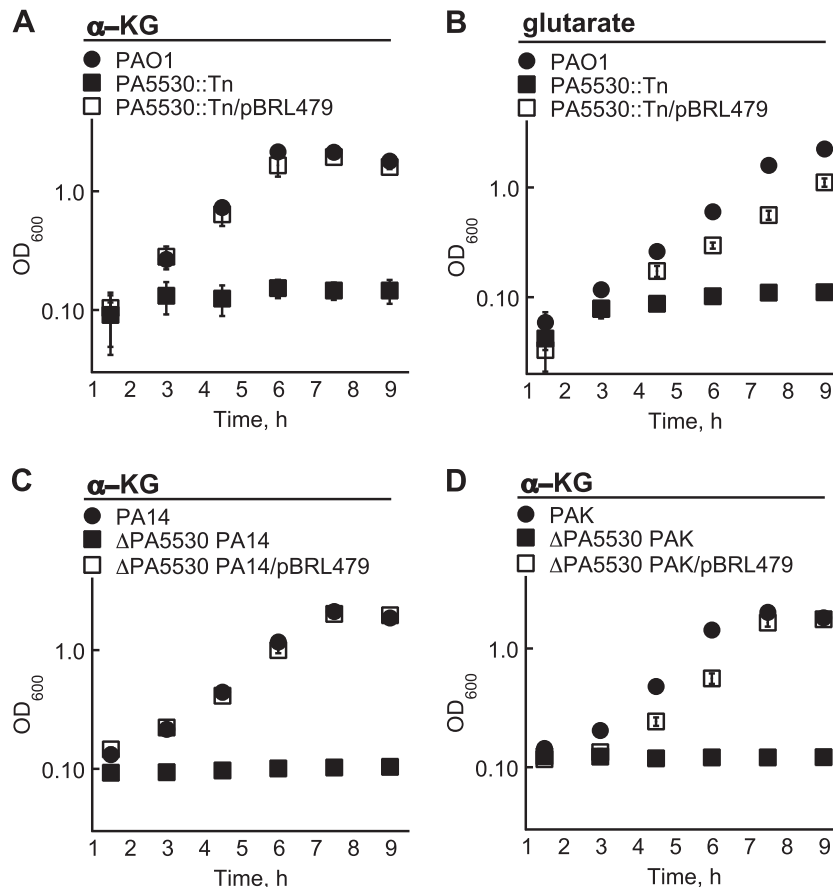 A
α–KG
PAO1
PA5530::Tn
PA5530::Tn/pBRL479
1.0
0.10
OD600
1 2 3 4 5 6 7 8 9
Time, h
B
glutarate
PAO1
PA5530::Tn
PA5530::Tn/pBRL479
1.0
0.10
OD600
1 2 3 4 5 6 7 8 9
Time, h
C
α–KG
PA14
ΔPA5530 PA14
ΔPA5530 PA14/pBRL479
1.0
0.10
OD600
1 2 3 4 5 6 7 8 9
Time, h
D
α–KG
PAK
ΔPA5530 PAK
ΔPA5530 PAK/pBRL479
1.0
0.10
OD600
1 2 3 4 5 6 7 8 9
Time, h